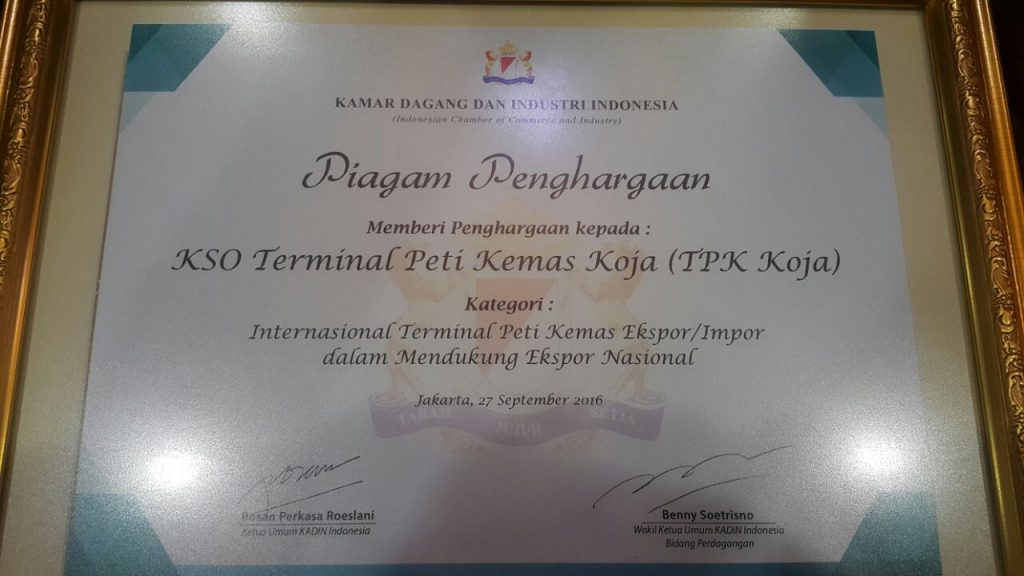 KAMAR DAGANG DAN INDUSTRI INDONESIA
(Indonesian Chamber of Commerce and Industry)
Piagam Penghargaan
Memberi Penghargaan kepada :
KSO Terminal Peti Kemas Koja (TPK Koja)
Kategori :
Internasional Terminal Peti Kemas Ekspor/Impor
dalam Mendukung Ekspor Nasional
Jakarta, 27 September 2016
JUJUR
SETIA
Rosan Perkasa Roeslani
Ketua Umum KADIN Indonesia
Benny Soetrisno
Wakil Ketua Umum KADIN Indonesia
Bidang Perdagangan